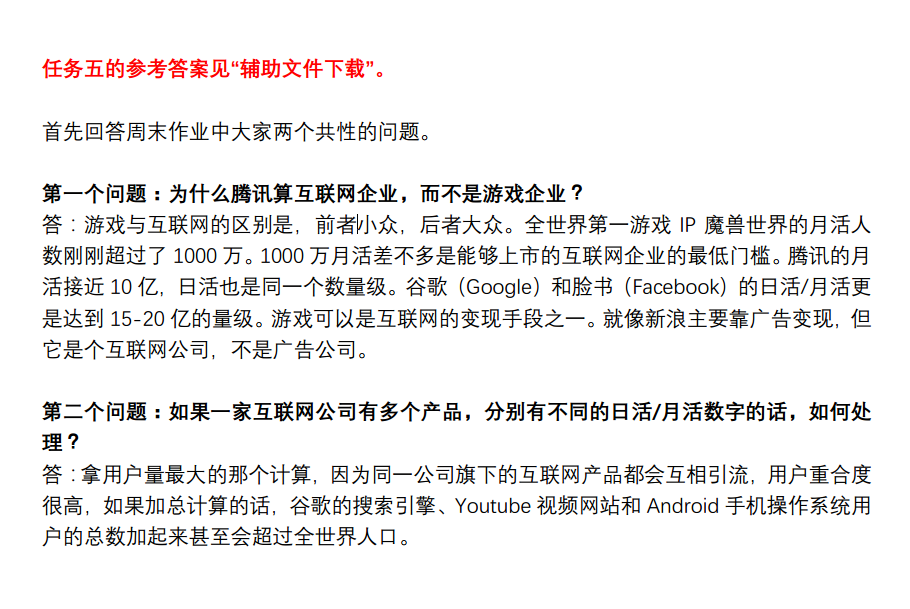 任务五的参考答案见“辅助文件下载”。
首先回答周末作业中大家两个共性的问题。
第一个问题：为什么腾讯算互联网企业，而不是游戏企业？
答：游戏与互联网的区别是，前者小众，后者大众。全世界第一游戏 IP 魔兽世界的月活人
数刚刚超过了 1000 万。1000 万月活差不多是能够上市的互联网企业的最低门槛。腾讯的月
活接近 10 亿，日活也是同一个数量级。谷歌（Google）和脸书（Facebook）的日活/月活更
是达到 15-20 亿的量级。游戏可以是互联网的变现手段之一。就像新浪主要靠广告变现，但
它是个互联网公司，不是广告公司。
第二个问题：如果一家互联网公司有多个产品，分别有不同的日活/月活数字的话，如何处
理？
答：拿用户量最大的那个计算，因为同一公司旗下的互联网产品都会互相引流，用户重合度
很高，如果加总计算的话，谷歌的搜索引擎、Youtube 视频网站和 Android 手机操作系统用
户的总数加起来甚至会超过全世界人口。